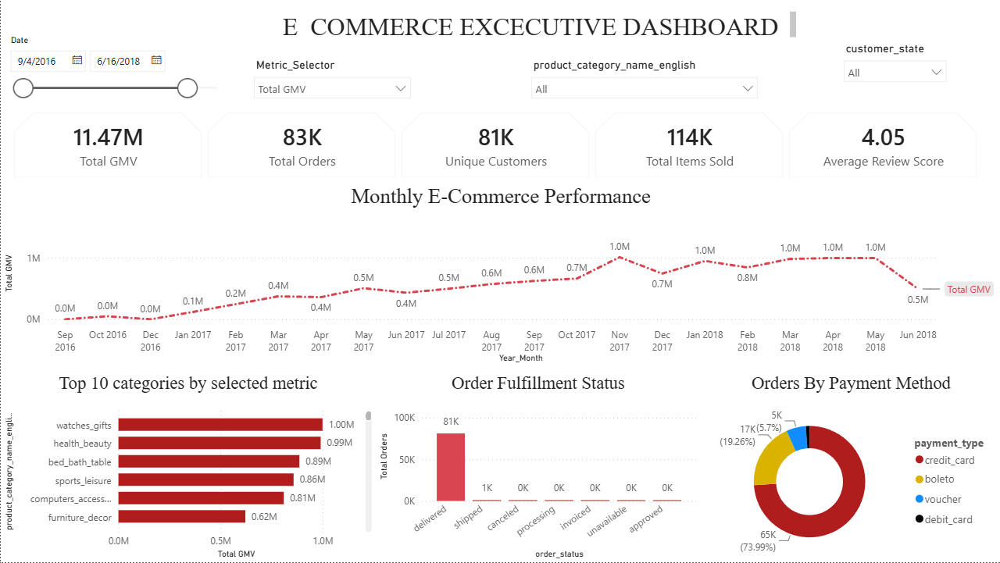 E  COMMERCE EXCECUTIVE DASHBOARD
Date
9/4/2016
6/16/2018
Metric_Selector
Total GMV
product_category_name_english
All
customer_state
All
11.47M
Total GMV
83K
Total Orders
81K
Unique Customers
114K
Total Items Sold
4.05
Average Review Score
Monthly E-Commerce Performance
Total GMV
1M
0M
0.0M
0.0M
0.0M
0.1M
0.2M
0.4M
0.4M
0.5M
0.4M
0.5M
0.6M
0.6M
0.7M
1.0M
0.7M
1.0M
0.8M
1.0M
1.0M
1.0M
0.5M
Total GMV
Sep
2016
Oct 2016
Dec
2016
Jan 2017
Feb
2017
Mar
2017
Apr
2017
May
2017
Jun 2017
Jul 2017
Aug
2017
Sep
2017
Oct 2017
Nov
2017
Dec
2017
Jan 2018
Feb
2018
Mar
2018
Apr
2018
May
2018
Jun 2018
Year_Month
Top 10 categories by selected metric
product_category_name_engli...
watches_gifts
1.00M
health_beauty
0.99M
bed_bath_table
0.89M
sports_leisure
0.86M
computers_access...
0.81M
furniture_decor
0.62M
0.0M
0.5M
1.0M
Total GMV
Order Fulfillment Status
Total Orders
100K
50K
0K
81K
1K
0K
0K
0K
0K
0K
delivered
shipped
canceled
processing
invoiced
unavailable
approved
order_status
Orders By Payment Method
5K
(5.7%)
17K
(19.26%)
65K
(73.99%)
payment_type
credit_card
boleto
voucher
debit_card